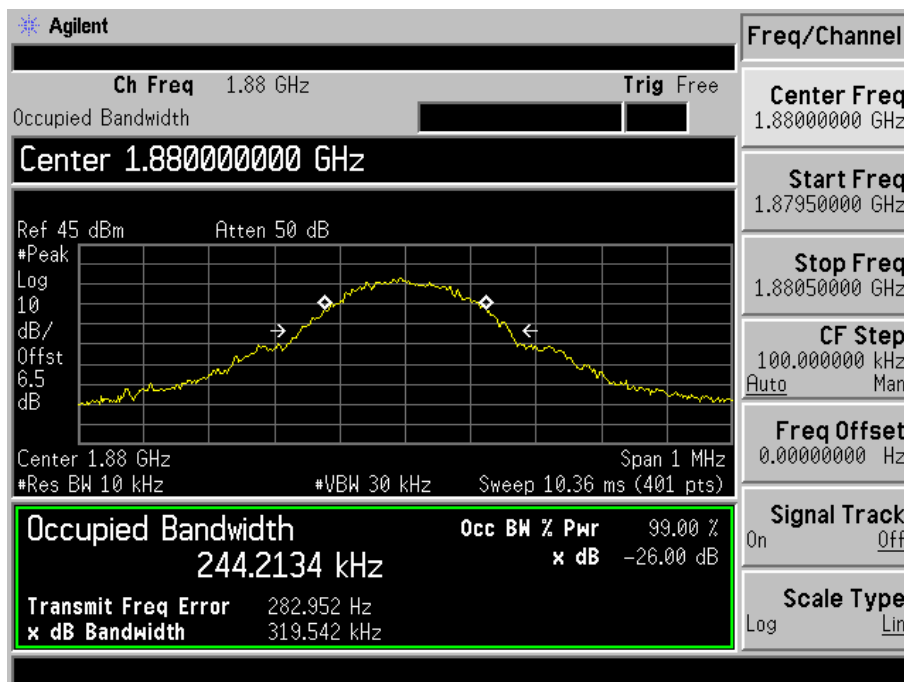 Agilent
Freq/Channel
Ch Freq 1.88 GHz Trig Free
Occupied Bandwidth
Center 1.880000000 GHz
Ref 45 dBm Atten 50 dB
#Peak
Log
10
dB/
Offst
6.5
dB
Center 1.88 GHz Span 1 MHz
#Res BW 10 kHz #VBW 30 kHz Sweep 10.36 ms (401 pts)
Occupied Bandwidth
244.2134 kHz
Occ BW % Pwr 99.00 %
x dB -26.00 dB
Transmit Freq Error 282.952 Hz
x dB Bandwidth 319.542 kHz
Center Freq
1.88000000 GHz
Start Freq
1.87950000 GHz
Stop Freq
1.88050000 GHz
CF Step
100.000000 kHz
Auto Man
Freq Offset
0.00000000 Hz
Signal Track
On Off
Scale Type
Log Lin